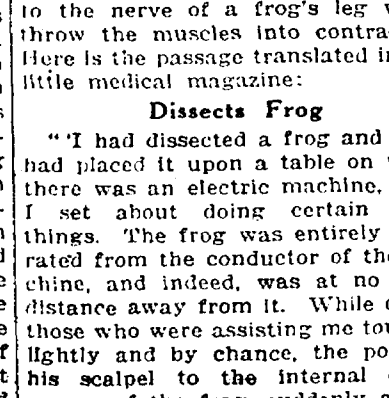 to the nerve of a frog's leg
throw the muscles into contra
Here is the passage translated i
little medical magazine:
Dissects Frog
"'I had dissected a frog and
had placed it upon a table on
there was an electric machine,
I set about doing certain
things. The frog was entirely
rated from the conductor of the
chine, and indeed, was at no
distance away from it. While
those who were assisting me tou
lightly and by chance, the po
his scalpel to the internal
of the frog suddenly